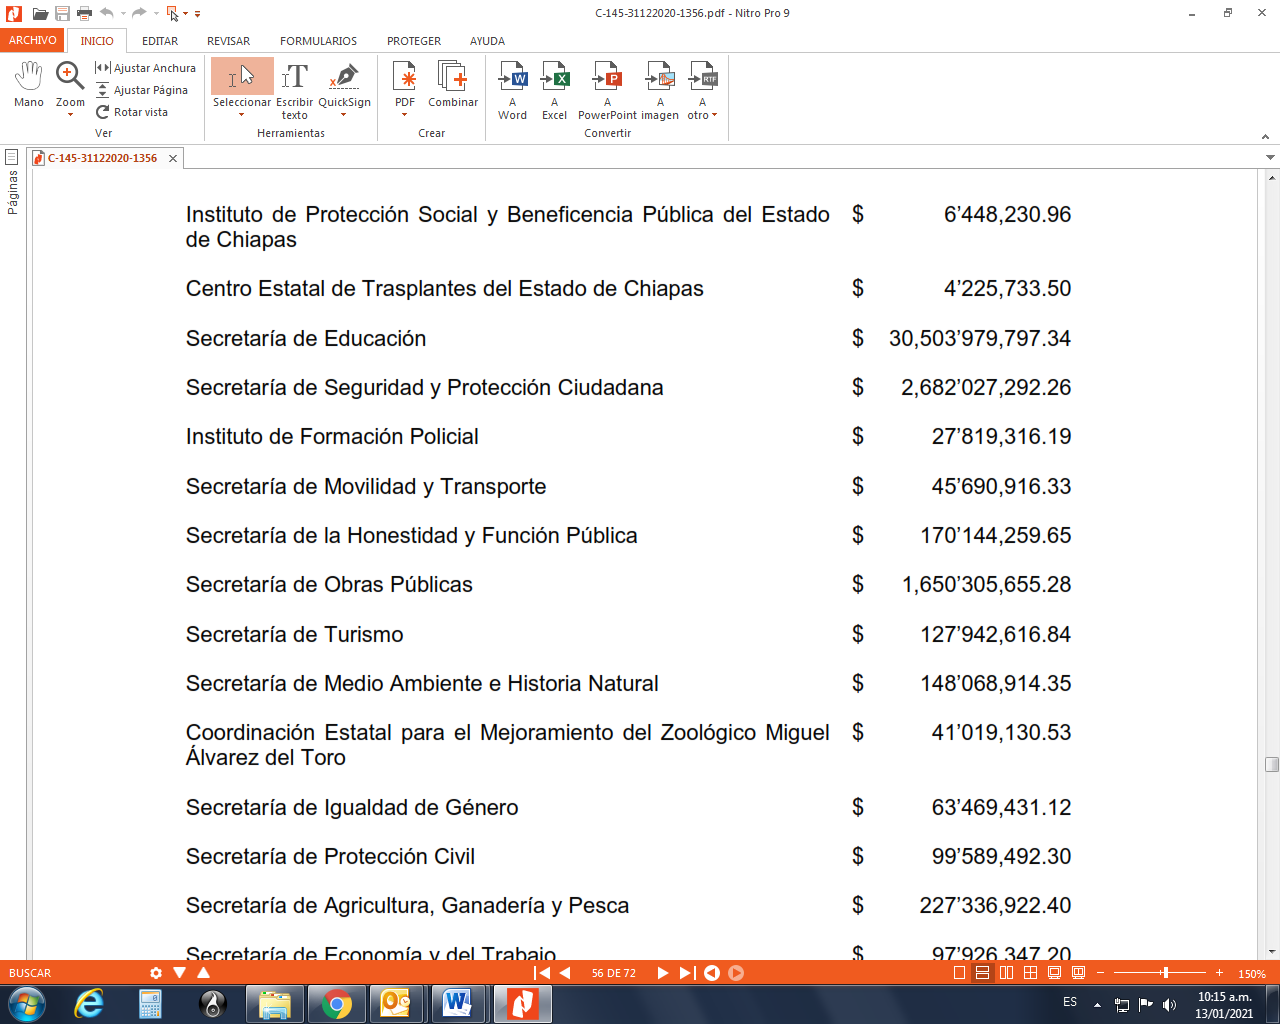 C-145-31122020-1356.pdf - Nitro Pro 9
ARCHIVO INICIO EDITAR REVISAR FORMULARIOS PROTEGER AYUDA
Mano Zoom Ajustar Anchura Ajustar Página Rotar vista Seleccionar Escribir texto QuickSign PDF Combinar A Word A Excel A PowerPoint A imagen A otro
Ver Herramientas Crear Convertir
C-145-31122020-1356
Páginas
Instituto de Protección Social y Beneficencia Pública del Estado $ 6’448,230.96
de Chiapas
Centro Estatal de Trasplantes del Estado de Chiapas $ 4’225,733.50
Secretaría de Educación $ 30,503’979,797.34
Secretaría de Seguridad y Protección Ciudadana $ 2,682’027,292.26
Instituto de Formación Policial $ 27’819,316.19
Secretaría de Movilidad y Transporte $ 45’690,916.33
Secretaría de la Honestidad y Función Pública $ 170’144,259.65
Secretaría de Obras Públicas $ 1,650’305,655.28
Secretaría de Turismo $ 127’942,616.84
Secretaría de Medio Ambiente e Historia Natural $ 148’068,914.35
Coordinación Estatal para el Mejoramiento del Zoológico Miguel $ 41’019,130.53
Álvarez del Toro
Secretaría de Igualdad de Género $ 63’469,431.12
Secretaría de Protección Civil $ 99’589,492.30
Secretaría de Agricultura, Ganadería y Pesca $ 227’336,922.40
Secretaría de Economía y del Trabajo $ 97’926,347.20
BUSCAR 56 DE 72 150%
ES 10:15 a.m.
13/01/2021